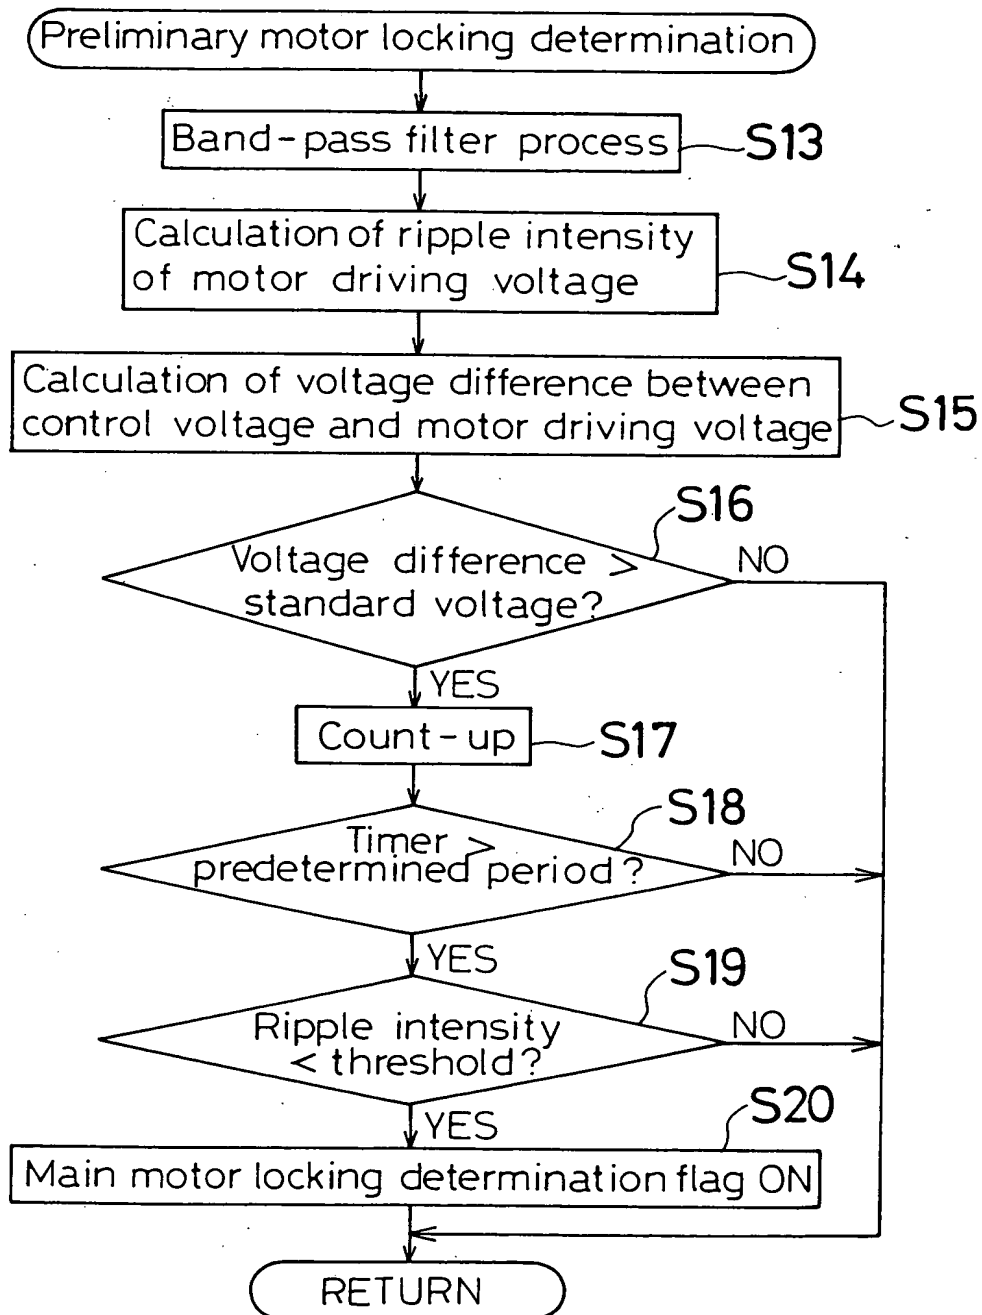 Preliminary motor locking determination
Band-pass filter process
S13
Calculation of ripple intensity
of motor driving voltage
S14
Calculation of voltage difference between
control voltage and motor driving voltage
S15
S16
Voltage difference >
standard voltage?
NO
YES
Count-up
S17
S18
Timer >
predetermined period?
NO
YES
S19
Ripple intensity
< threshold?
NO
YES
S20
Main motor locking determination flag ON
RETURN